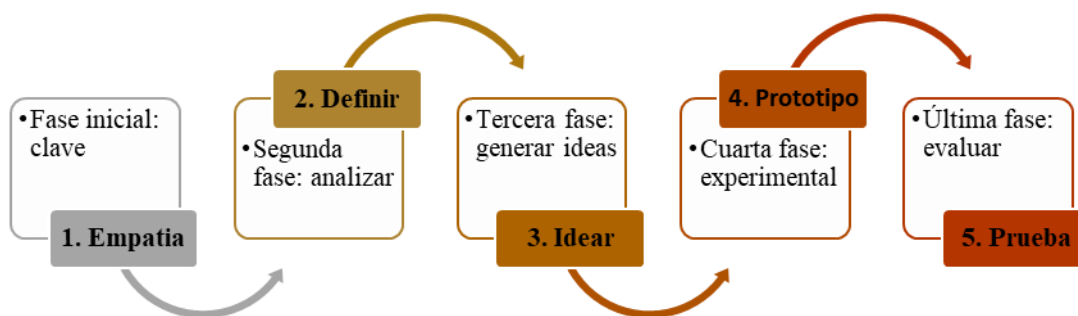 •Fase inicial:
clave
1. Empatia
2. Definir
•Segunda
fase: analizar
•Tercera fase:
generar ideas
3. Idear
4. Prototipo
•Cuarta fase:
experimental
•Última fase:
evaluar
5. Prueba